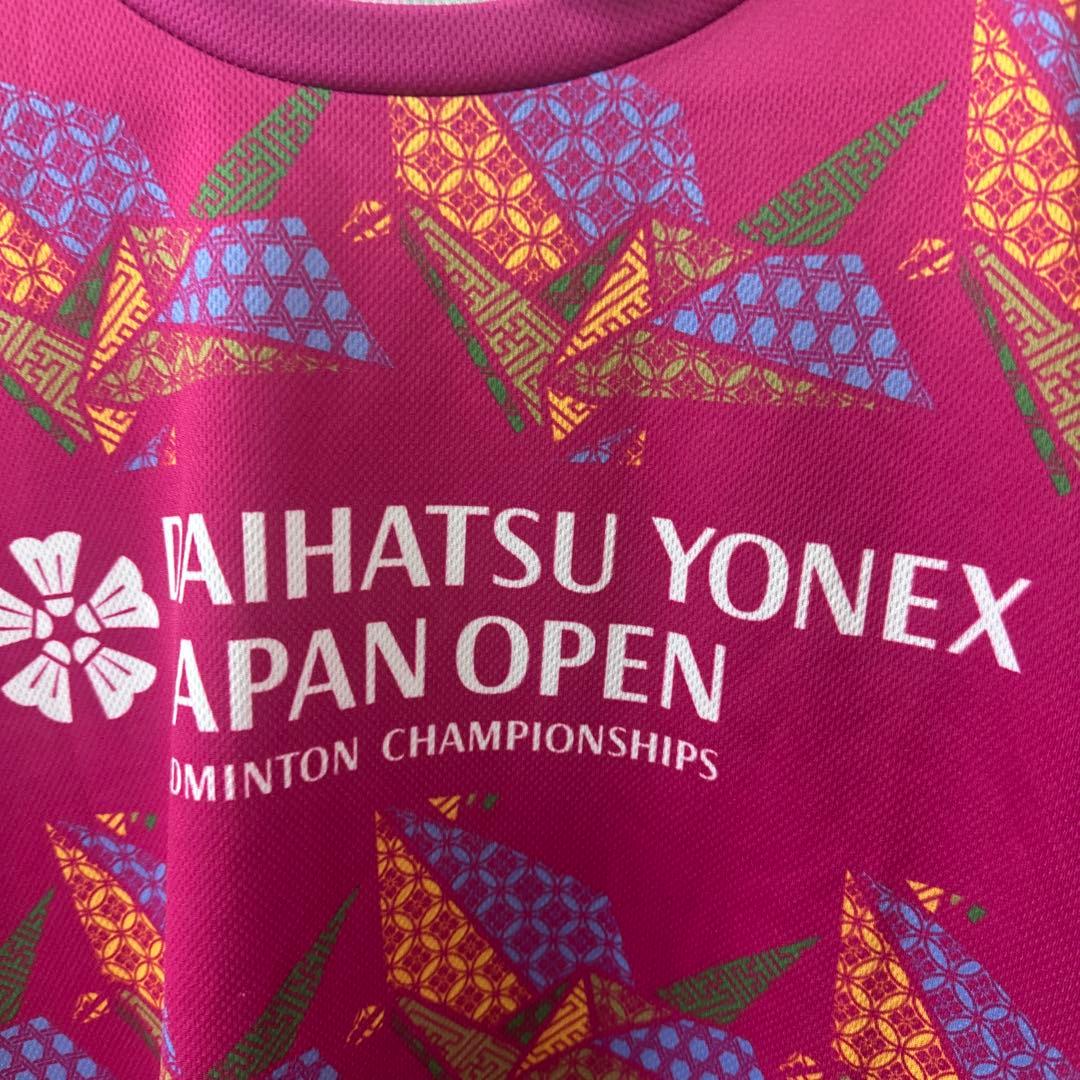 DAIHATSU YONEX
APAN OPEN
DMINTON CHAMPIONSHIPS